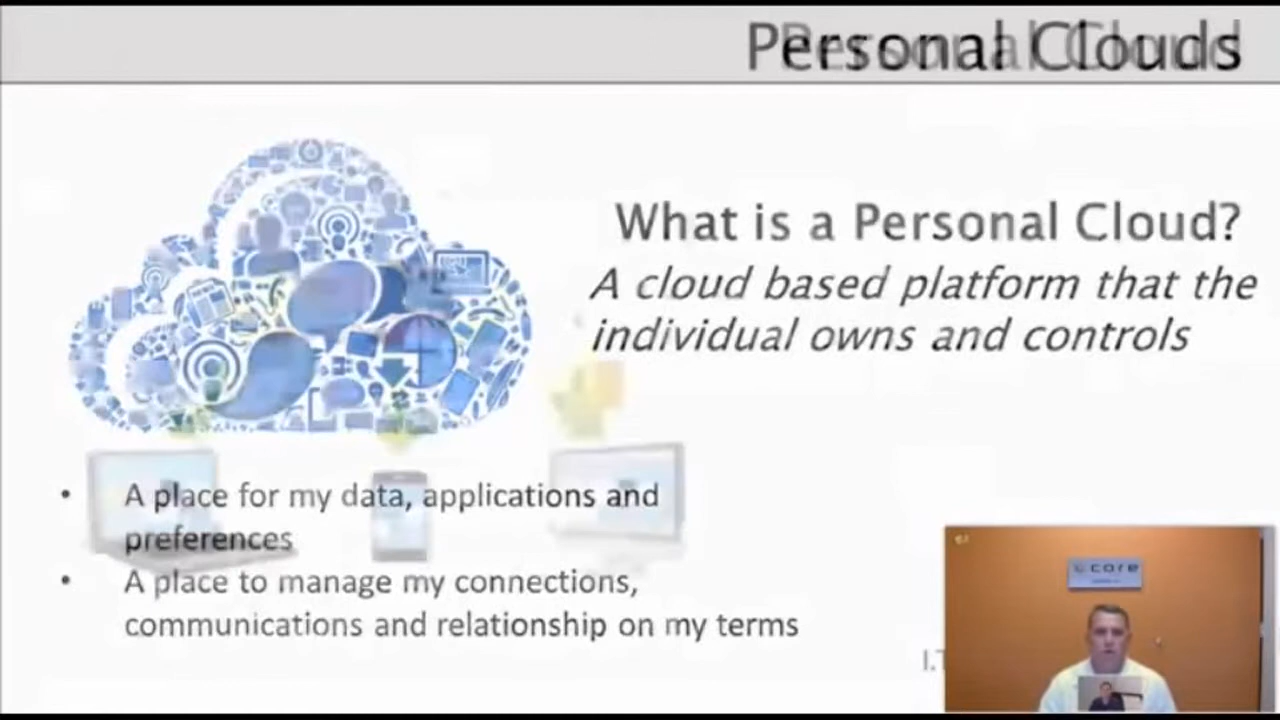 Personal Clouds
What is a Personal Cloud?
A cloud based platform that the
individual owns and controls
• A place for my data, applications and
preferences
• A place to manage my connections,
communications and relationship on my terms
core